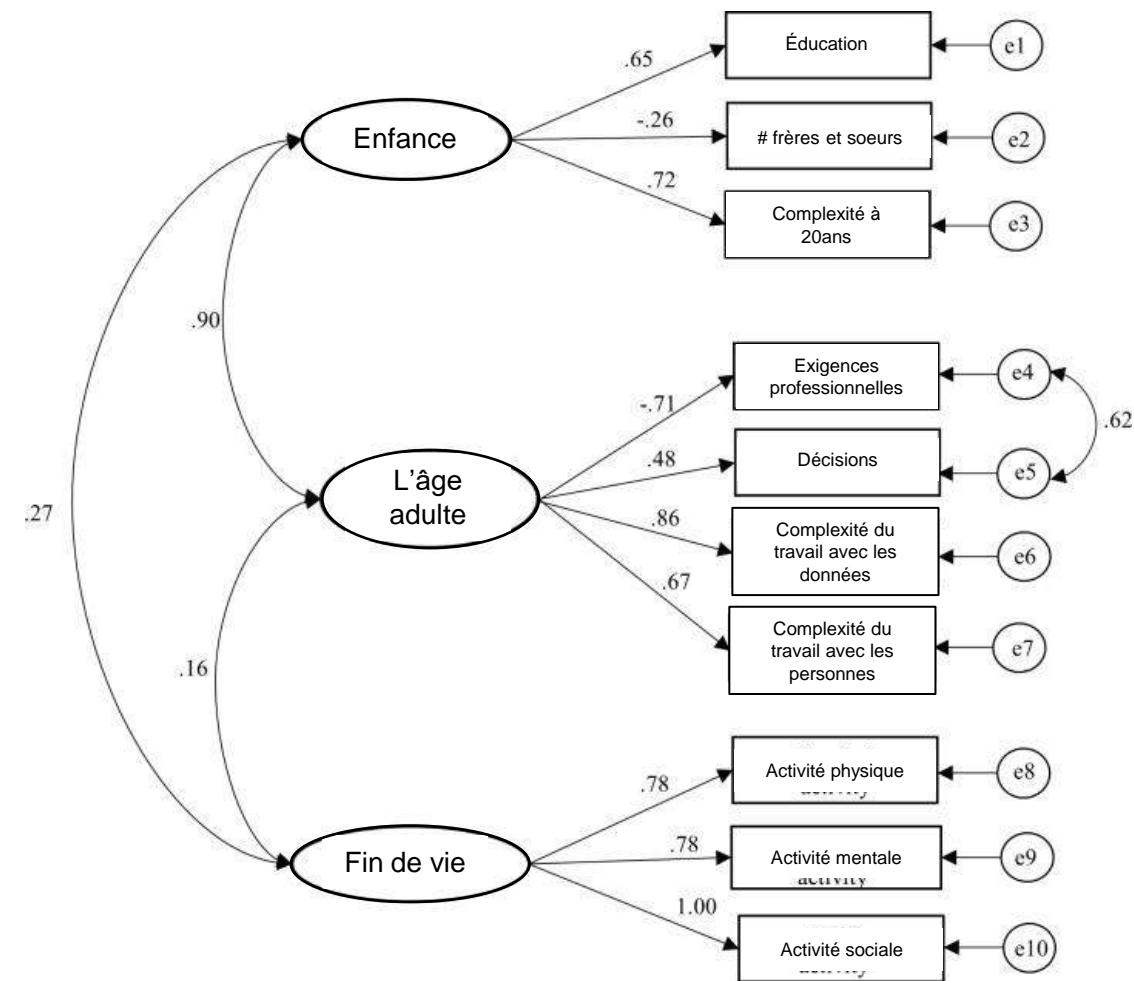 Éducation
e1
.65
Enfance
-.26
# frères et soeurs
e2
.72
Complexité à
20ans
e3
.90
Exigences
professionnelles
e4
-.71
.62
.48
Décisions
e5
L'âge
adulte
.27
.86
Complexité du
travail avec les
données
e6
.67
Complexité du
travail avec les
personnes
e7
.16
Activité physique
activity
e8
.78
Fin de vie
.78
Activité mentale
activity
e9
1.00
Activité sociale
e10